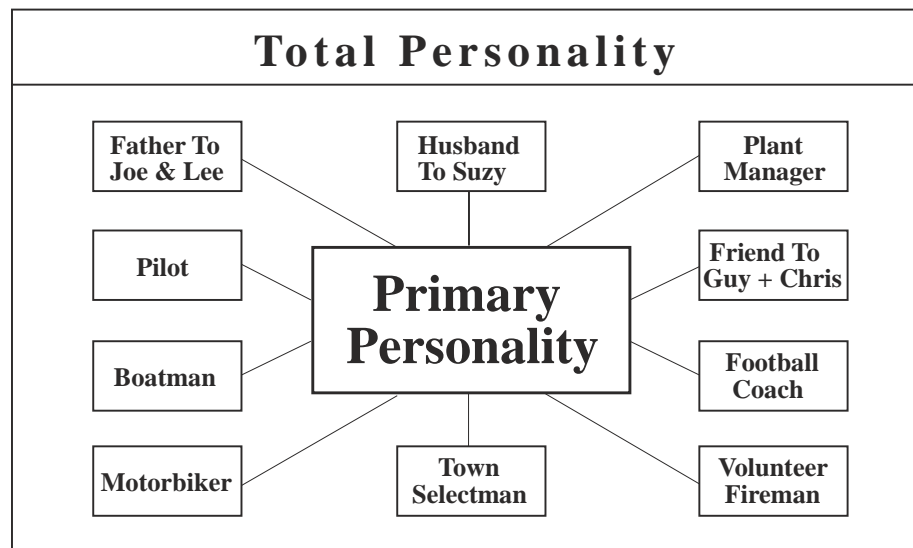 Total Personality
Father To
Joe & Lee
Husband
To Suzy
Plant
Manager
Pilot
Primary
Personality
Friend To
Guy + Chris
Boatman
Football
Coach
Motorbiker
Town
Selectman
Volunteer
Fireman